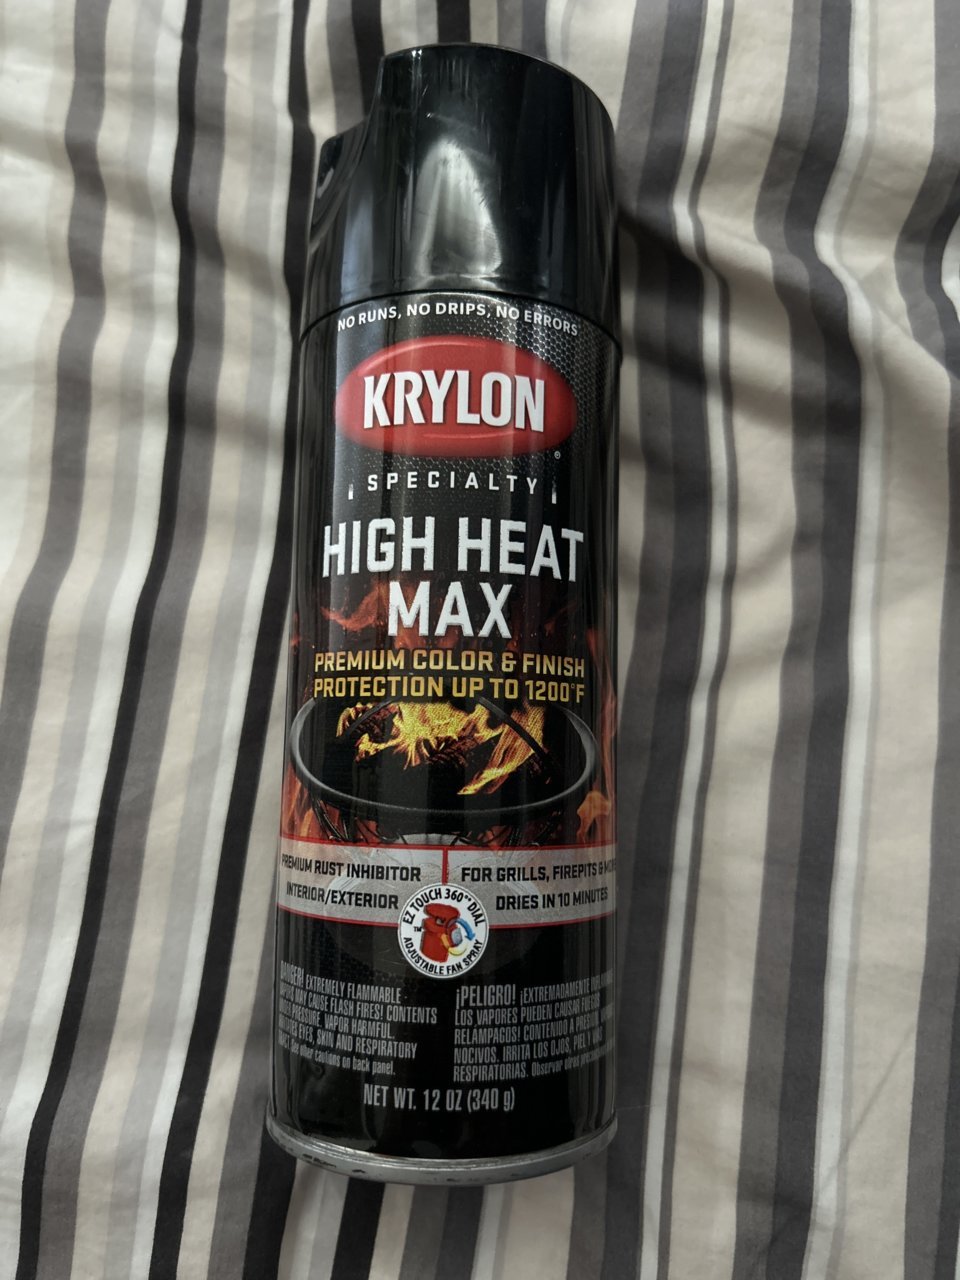 NO RUNS, NO DRIPS, NO ERRORS
KRYLON
®
SPECIALTY
HIGH HEAT
MAX
PREMIUM COLOR & FINISH
PROTECTION UP TO 1200°F
PREMIUM RUST INHIBITOR
INTERIOR/EXTERIOR
FOR GRILLS, FIREPITS &
DRIES IN 10 MINUTES
EZ TOUCH 360°™ DIAL
ADJUSTABLE FAN SPRAY
TM
DANGER! EXTREMELY FLAMMABLE -
MAY CAUSE FLASH FIRES! CONTENTS
PRESSURE. VAPOR HARMFUL.
EYES, SKIN AND RESPIRATORY
See other cautions on back panel.
¡PELIGRO! ¡EXTREMADAMENTE
LOS VAPORES PUEDEN CAUSAR FUEGOS
RELAMPAGOS! CONTENIDO A
NOCIVOS. IRRITA LOS OJOS, PIEL Y
RESPIRATORIAS. Observar
NET WT. 12 OZ (340 g)